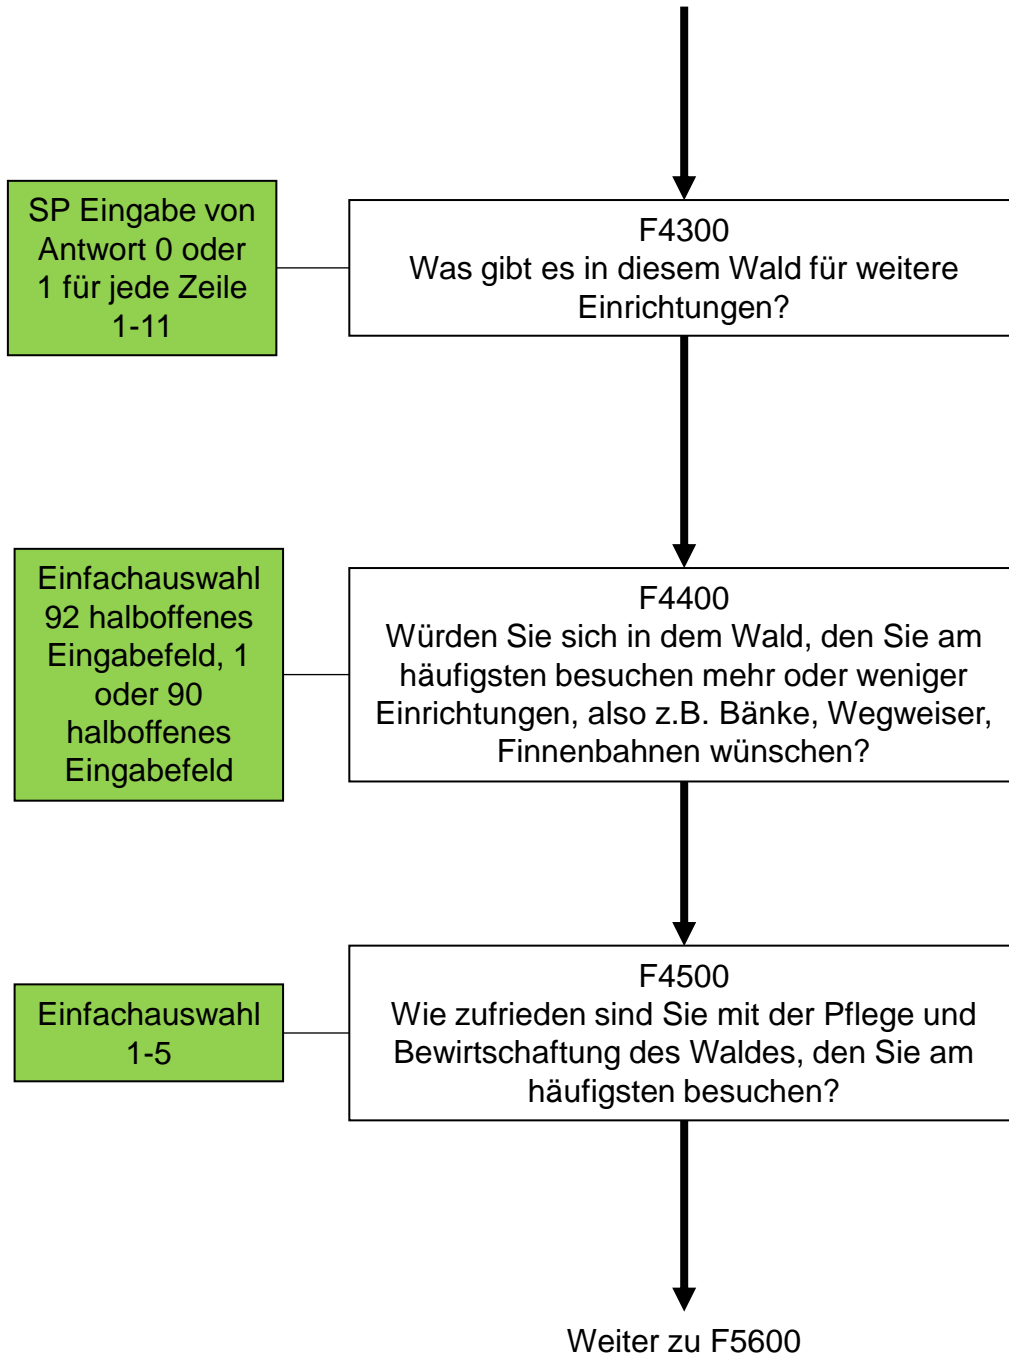 SP Eingabe von
Antwort 0 oder
1 für jede Zeile
1-11
F4300
Was gibt es in diesem Wald für weitere
Einrichtungen?
Einfachauswahl
92 halboffenes
Eingabefeld, 1
oder 90
halboffenes
Eingabefeld
F4400
Würden Sie sich in dem Wald, den Sie am
häufigsten besuchen mehr oder weniger
Einrichtungen, also z.B. Bänke, Wegweiser,
Finnenbahnen wünschen?
Einfachauswahl
1-5
F4500
Wie zufrieden sind Sie mit der Pflege und
Bewirtschaftung des Waldes, den Sie am
häufigsten besuchen?
Weiter zu F5600